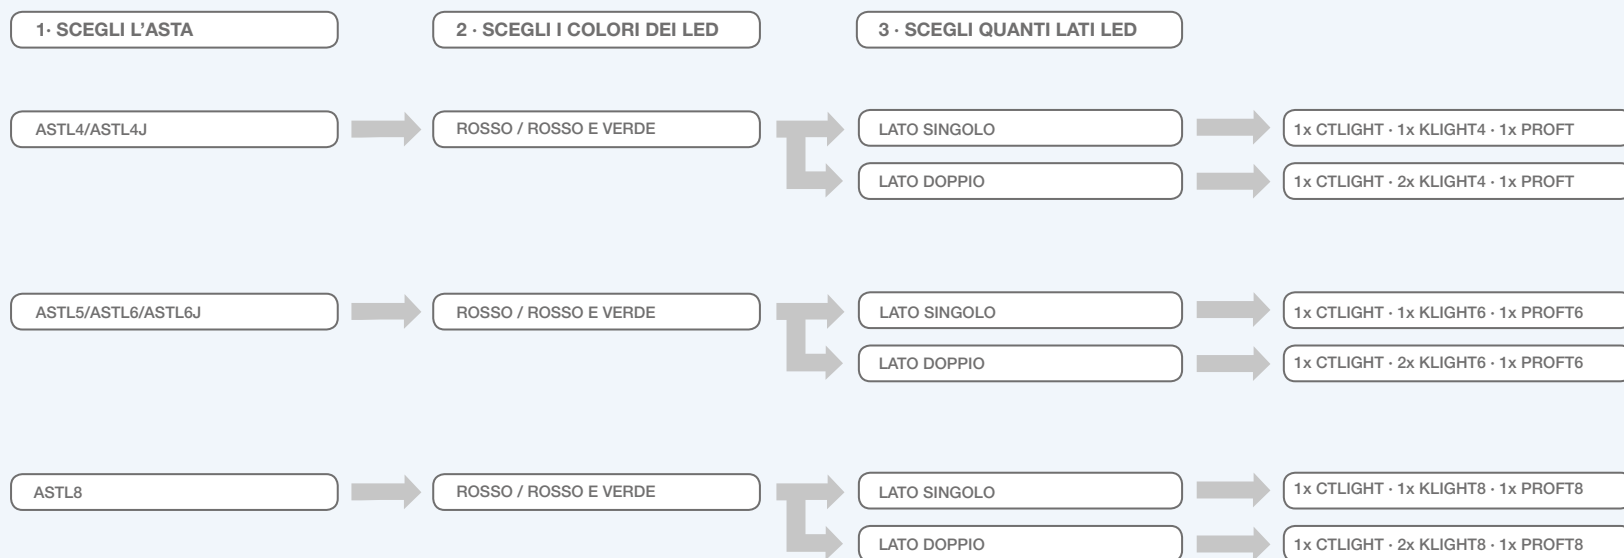 1· SCEGLI L'ASTA
2 · SCEGLI I COLORI DEI LED
3 · SCEGLI QUANTI LATI LED
ASTL4/ASTL4J
ROSSO / ROSSO E VERDE
LATO SINGOLO
1x CTLIGHT · 1x KLIGHT4 · 1x PROFT
LATO DOPPIO
1x CTLIGHT · 2x KLIGHT4 · 1x PROFT
ASTL5/ASTL6/ASTL6J
ROSSO / ROSSO E VERDE
LATO SINGOLO
1x CTLIGHT · 1x KLIGHT6 · 1x PROFT6
LATO DOPPIO
1x CTLIGHT · 2x KLIGHT6 · 1x PROFT6
ASTL8
ROSSO / ROSSO E VERDE
LATO SINGOLO
1x CTLIGHT · 1x KLIGHT8 · 1x PROFT8
LATO DOPPIO
1x CTLIGHT · 2x KLIGHT8 · 1x PROFT8